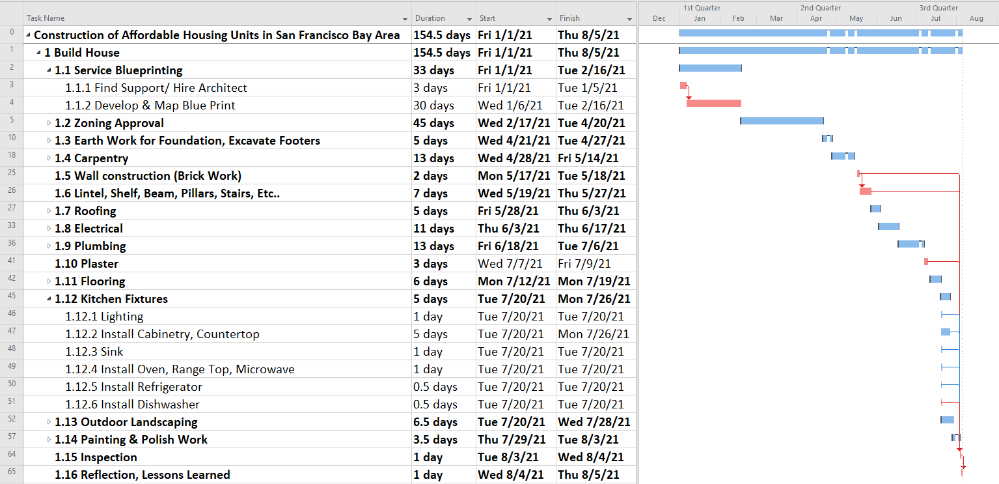 Task Name Duration Start Finish 1st Quarter 2nd Quarter 3rd Quarter
Dec Jan Feb Mar Apr May Jun Jul Aug
0 Construction of Affordable Housing Units in San Francisco Bay Area 154.5 days Fri 1/1/21 Thu 8/5/21
1 1 Build House 154.5 days Fri 1/1/21 Thu 8/5/21
2 1.1 Service Blueprinting 33 days Fri 1/1/21 Tue 2/16/21
3 1.1.1 Find Support/ Hire Architect 3 days Fri 1/1/21 Tue 1/5/21
4 1.1.2 Develop & Map Blue Print 30 days Wed 1/6/21 Tue 2/16/21
5 1.2 Zoning Approval 45 days Wed 2/17/21 Tue 4/20/21
10 1.3 Earth Work for Foundation, Excavate Footers 5 days Wed 4/21/21 Tue 4/27/21
18 1.4 Carpentry 13 days Wed 4/28/21 Fri 5/14/21
25 1.5 Wall construction (Brick Work) 2 days Mon 5/17/21 Tue 5/18/21
26 1.6 Lintel, Shelf, Beam, Pillars, Stairs, Etc.. 7 days Wed 5/19/21 Thu 5/27/21
27 1.7 Roofing 5 days Fri 5/28/21 Thu 6/3/21
33 1.8 Electrical 11 days Thu 6/3/21 Thu 6/17/21
36 1.9 Plumbing 13 days Fri 6/18/21 Tue 7/6/21
41 1.10 Plaster 3 days Wed 7/7/21 Fri 7/9/21
42 1.11 Flooring 6 days Mon 7/12/21 Mon 7/19/21
45 1.12 Kitchen Fixtures 5 days Tue 7/20/21 Mon 7/26/21
46 1.12.1 Lighting 1 day Tue 7/20/21 Tue 7/20/21
47 1.12.2 Install Cabinetry, Countertop 5 days Tue 7/20/21 Mon 7/26/21
48 1.12.3 Sink 1 day Tue 7/20/21 Tue 7/20/21
49 1.12.4 Install Oven, Range Top, Microwave 1 day Tue 7/20/21 Tue 7/20/21
50 1.12.5 Install Refrigerator 0.5 days Tue 7/20/21 Tue 7/20/21
51 1.12.6 Install Dishwasher 0.5 days Tue 7/20/21 Tue 7/20/21
52 1.13 Outdoor Landscaping 6.5 days Tue 7/20/21 Wed 7/28/21
57 1.14 Painting & Polish Work 3.5 days Thu 7/29/21 Tue 8/3/21
64 1.15 Inspection 1 day Tue 8/3/21 Wed 8/4/21
65 1.16 Reflection, Lessons Learned 1 day Wed 8/4/21 Thu 8/5/21